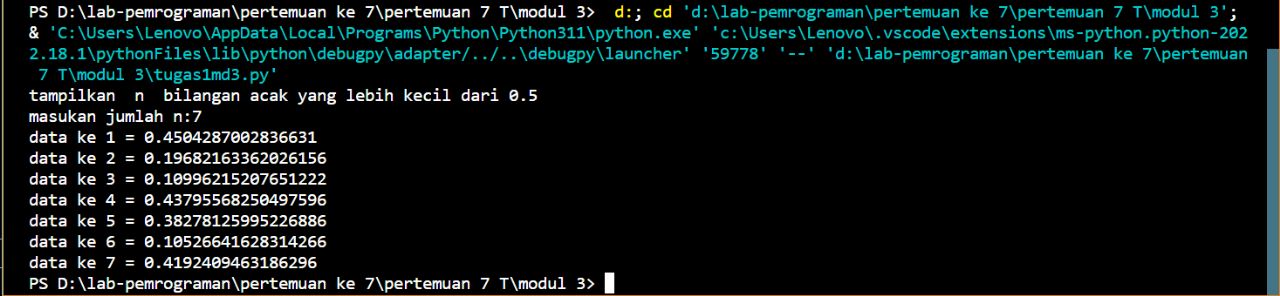 PS D:\lab-pemrograman\pertemuan ke 7\pertemuan 7 T\modul 3>  d:; cd 'd:\lab-pemrograman\pertemuan ke 7\pertemuan 7 T\modul 3';
& 'C:\Users\Lenovo\AppData\Local\Programs\Python\Python311\python.exe' 'c:\Users\Lenovo\.vscode\extensions\ms-python.python-202
2.18.1\pythonFiles\lib\python\debugpy\adapter/../..\debugpy\launcher' '59778' '--' 'd:\lab-pemrograman\pertemuan ke 7\pertemuan
 7 T\modul 3\tugas1md3.py'
tampilkan  n  bilangan acak yang lebih kecil dari 0.5
masukan jumlah n:7
data ke 1 = 0.4504287002836631
data ke 2 = 0.19682163362026156
data ke 3 = 0.10996215207651222
data ke 4 = 0.43795568250497596
data ke 5 = 0.38278125995226886
data ke 6 = 0.10526641628314266
data ke 7 = 0.4192409463186296
PS D:\lab-pemrograman\pertemuan ke 7\pertemuan 7 T\modul 3>